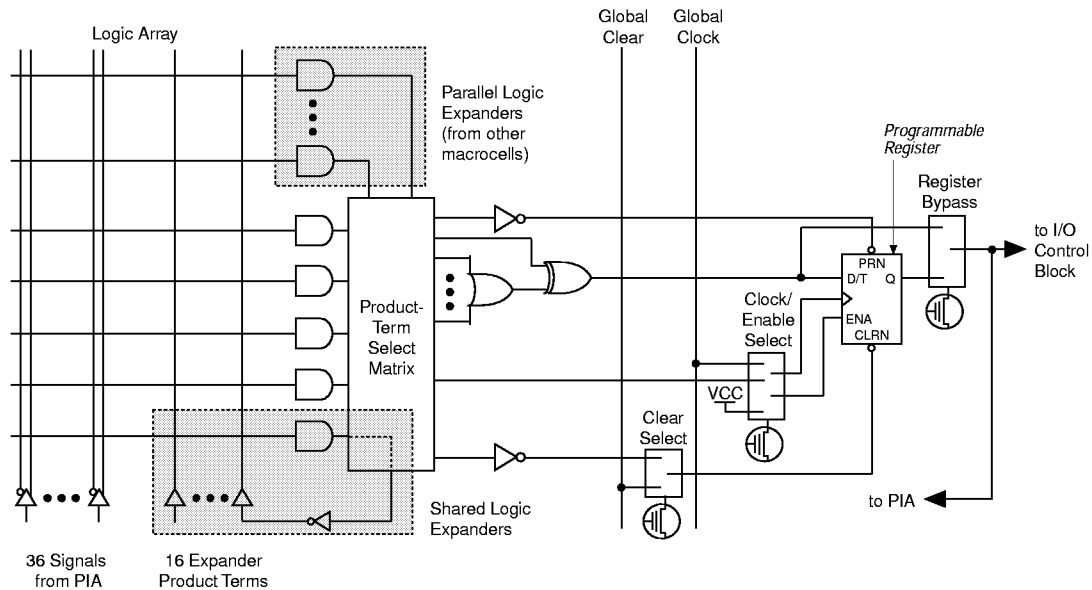 Logic Array
Global
Clear
Global
Clock
Parallel Logic
Expanders
(from other
macrocells)
Programmable
Register
Register
Bypass
to I/O
Control
Block
PRN
D/T
Q
ENA
CLRN
Product-
Term
Select
Matrix
Clock/
Enable
Select
VCC
Clear
Select
Shared Logic
Expanders
to PIA
36 Signals
from PIA
16 Expander
Product Terms